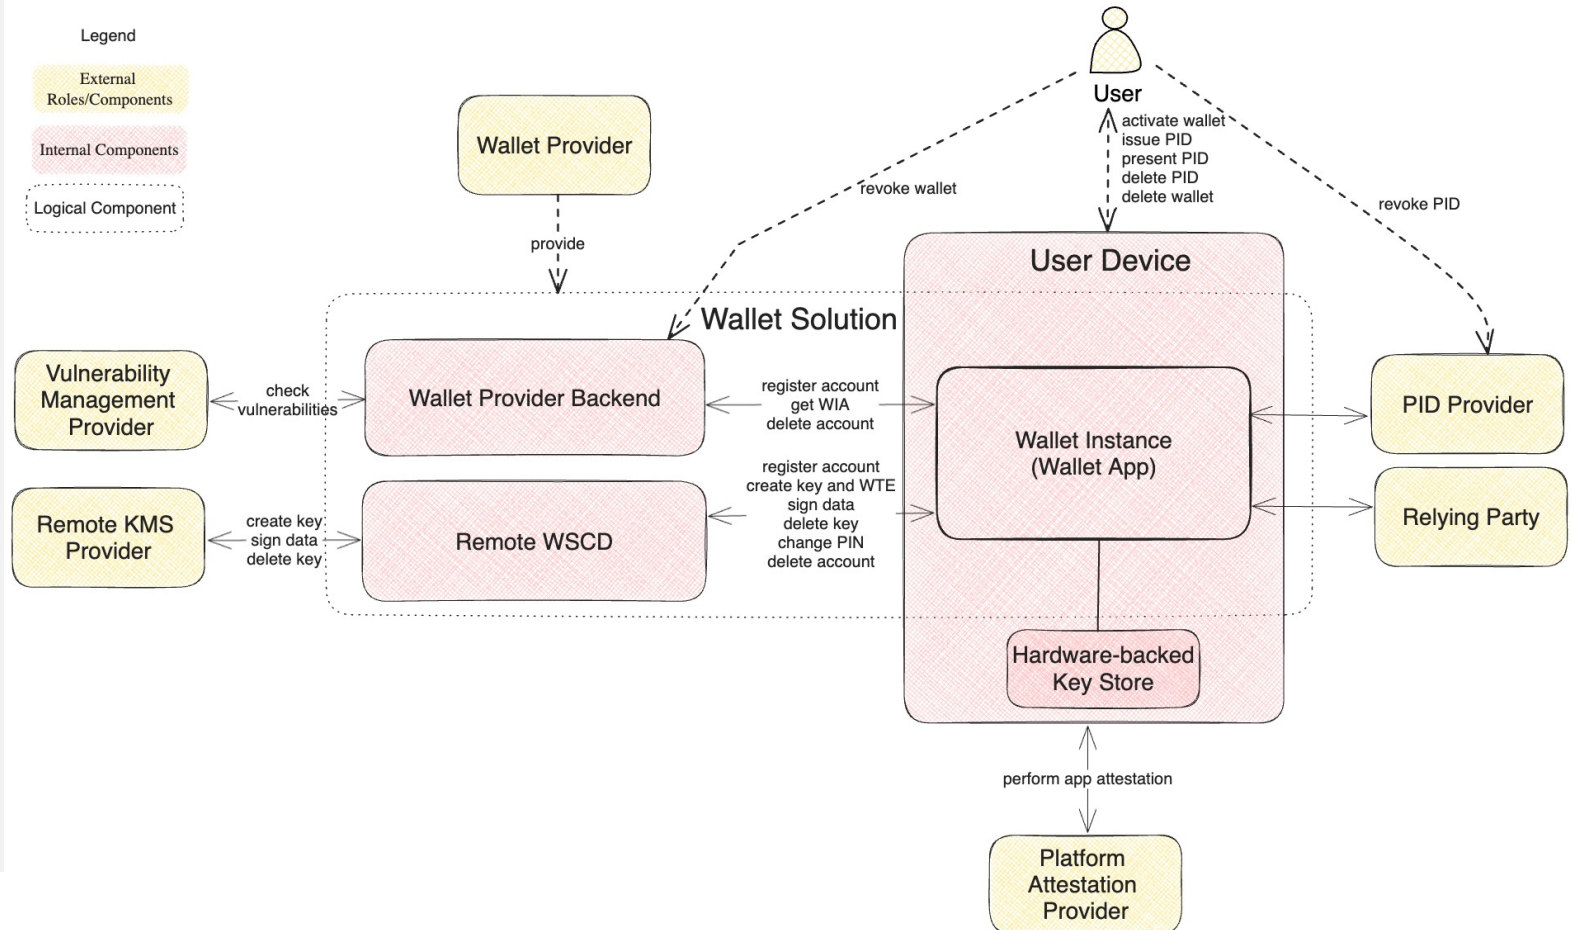 Legend
External
Roles/Components
Internal Components
Logical Component
Wallet Provider
provide
User
activate wallet
issue PID
present PID
delete PID
delete wallet
revoke wallet
revoke PID
User Device
Wallet Solution
Vulnerability
Management
Provider
check
vulnerabilities
Wallet Provider Backend
register account
get WIA
delete account
Wallet Instance
(Wallet App)
PID Provider
Remote KMS
Provider
create key
sign data
delete key
Remote WSCD
register account
create key and WTE
sign data
delete key
change PIN
delete account
Relying Party
Hardware-backed
Key Store
perform app attestation
Platform
Attestation
Provider